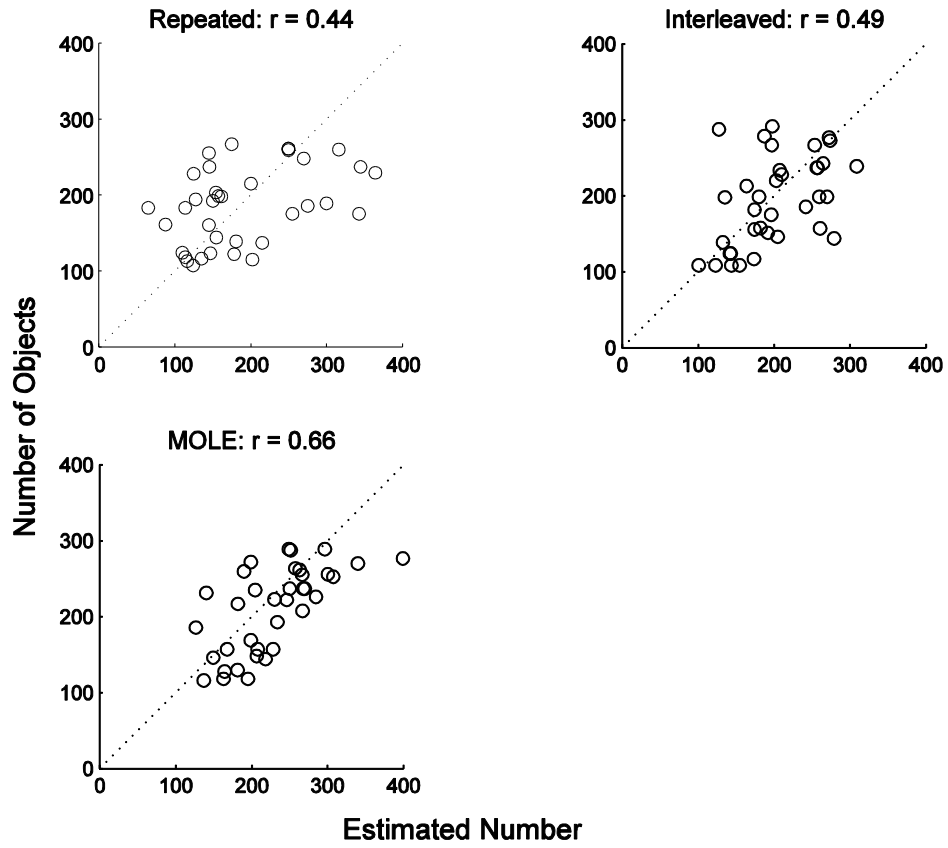 Repeated: r = 0.44
400
300
200
100
0
0 100 200 300 400
Interleaved: r = 0.49
400
300
200
100
0
0 100 200 300 400
MOLE: r = 0.66
400
300
200
100
0
0 100 200 300 400
Number of Objects
Estimated Number